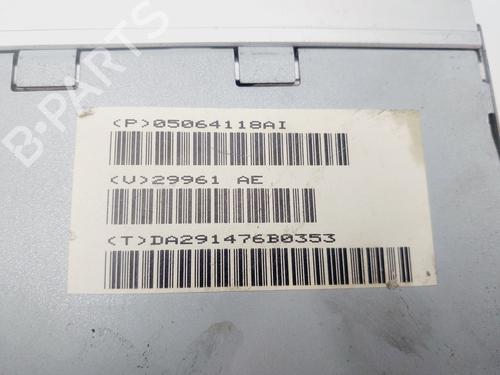 B-PARTS
(P)05064118AI
(V)29961 AE
(T)DA291476B0353